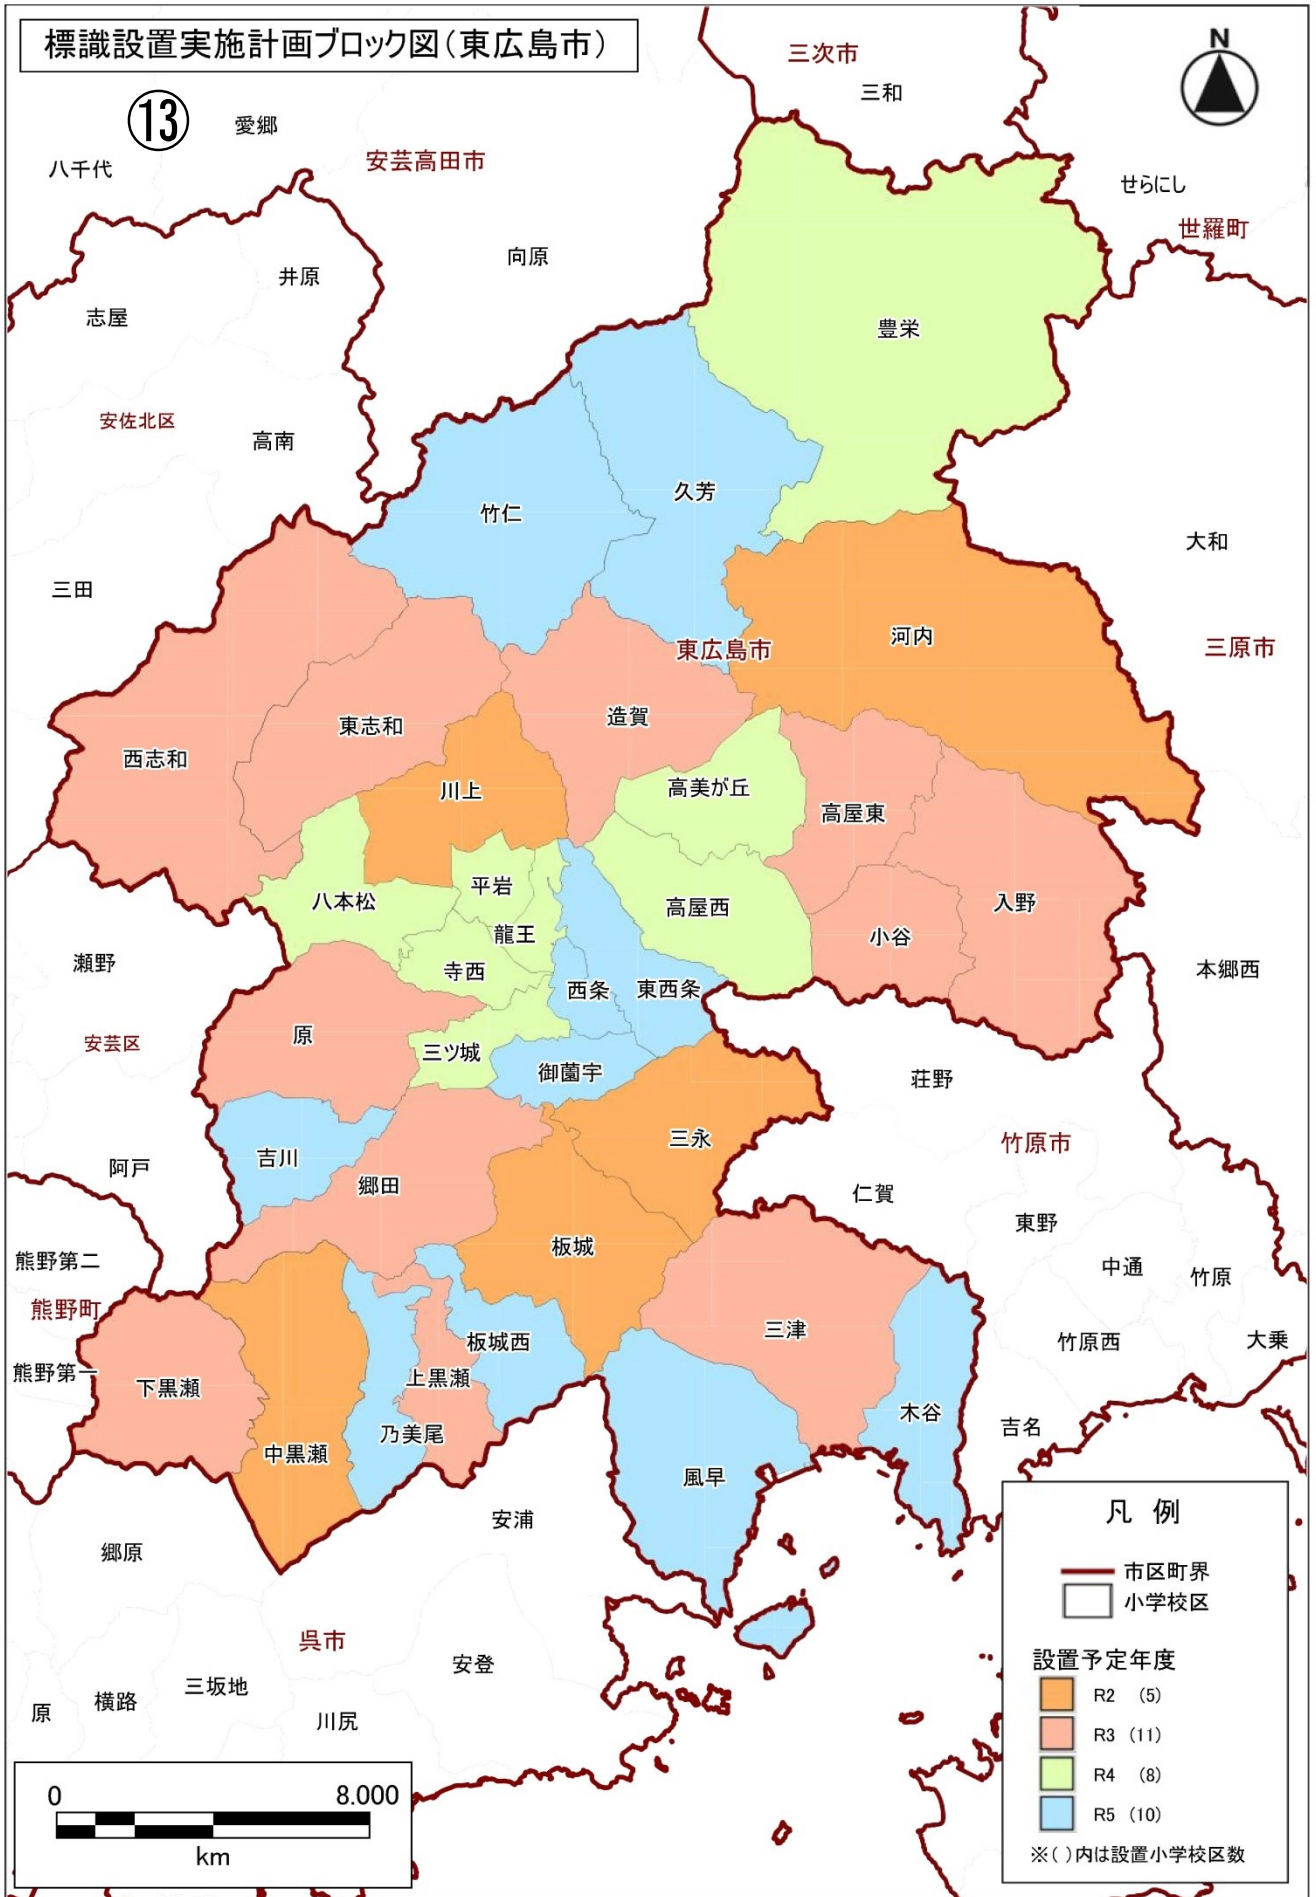 標識設置実施計画ブロック図(東広島市)
⑬
N
三次市
三和
愛郷
八千代
安芸高田市
せらにし
世羅町
向原
井原
志屋
豊栄
安佐北区
高南
久芳
竹仁
大和
三田
河内
東広島市
三原市
造賀
東志和
西志和
高美が丘
川上
高屋東
平岩
八本松
入野
高屋西
龍王
小谷
瀬野
寺西
本郷西
西条
東西条
原
安芸区
三ツ城
御薗宇
荘野
三永
竹原市
吉川
阿戸
郷田
仁賀
東野
板城
熊野第二
中通
竹原
熊野町
三津
板城西
竹原西
大乗
熊野第一
上黒瀬
下黒瀬
木谷
吉名
乃美尾
中黒瀬
風早
安浦
郷原
呉市
安登
三坂地
横路
原
川尻
凡 例
市区町界
小学校区
設置予定年度
R2 (5)
R3 (11)
R4 (8)
R5 (10)
※( )内は設置小学校区数
0 8.000
km